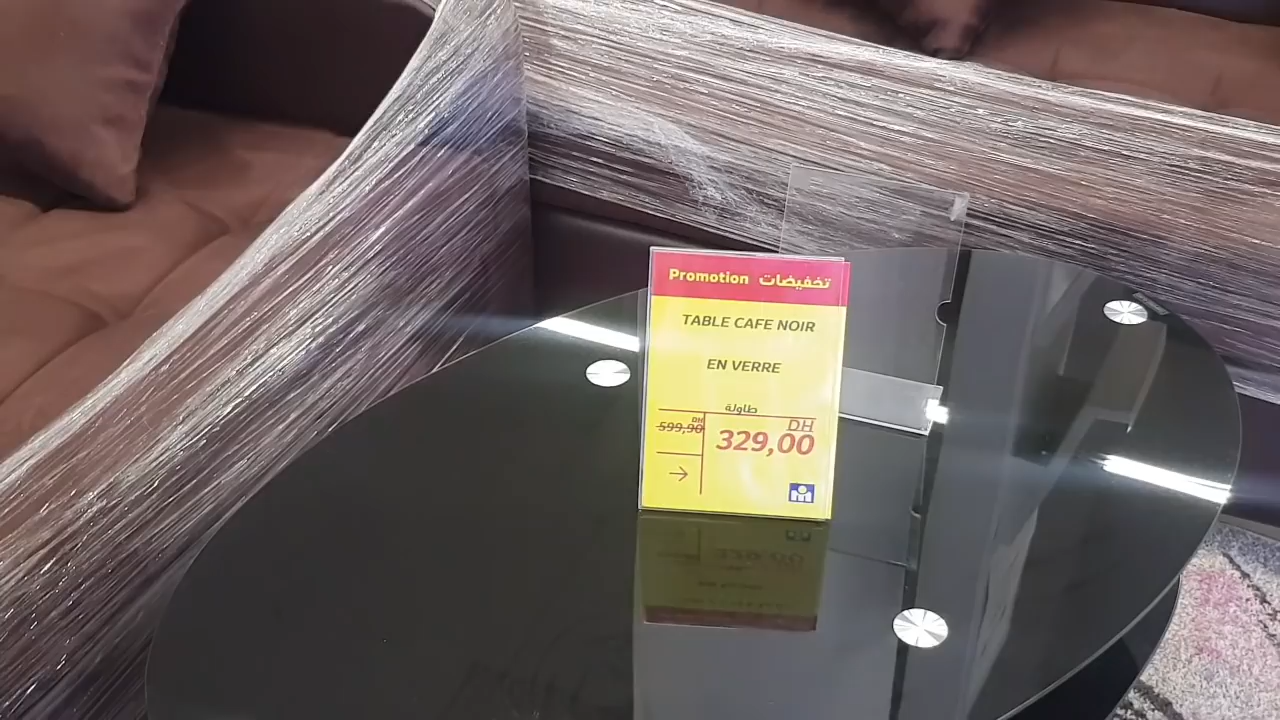 Promotion تخفيضات
TABLE CAFE NOIR
EN VERRE
طاولة
DH
599,90
DH
329,00